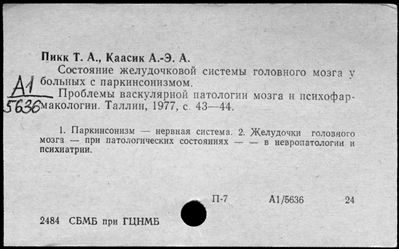 Пикк Т. А., Каасик А.-Э. А.
Состояние желудочковой системы головного мозга у
больных с паркинсонизмом.
А1
5636
Проблемы васкулярной патологии мозга и психофар-
макологии. Таллин, 1977, с. 43—44.
1. Паркинсонизм — нервная система. 2. Желудочки головного
мозга — при патологических состояниях — — в невропатологии и
психиатрии.
П-7 А1/5636 24
2484 СБМБ при ГЦНМБ